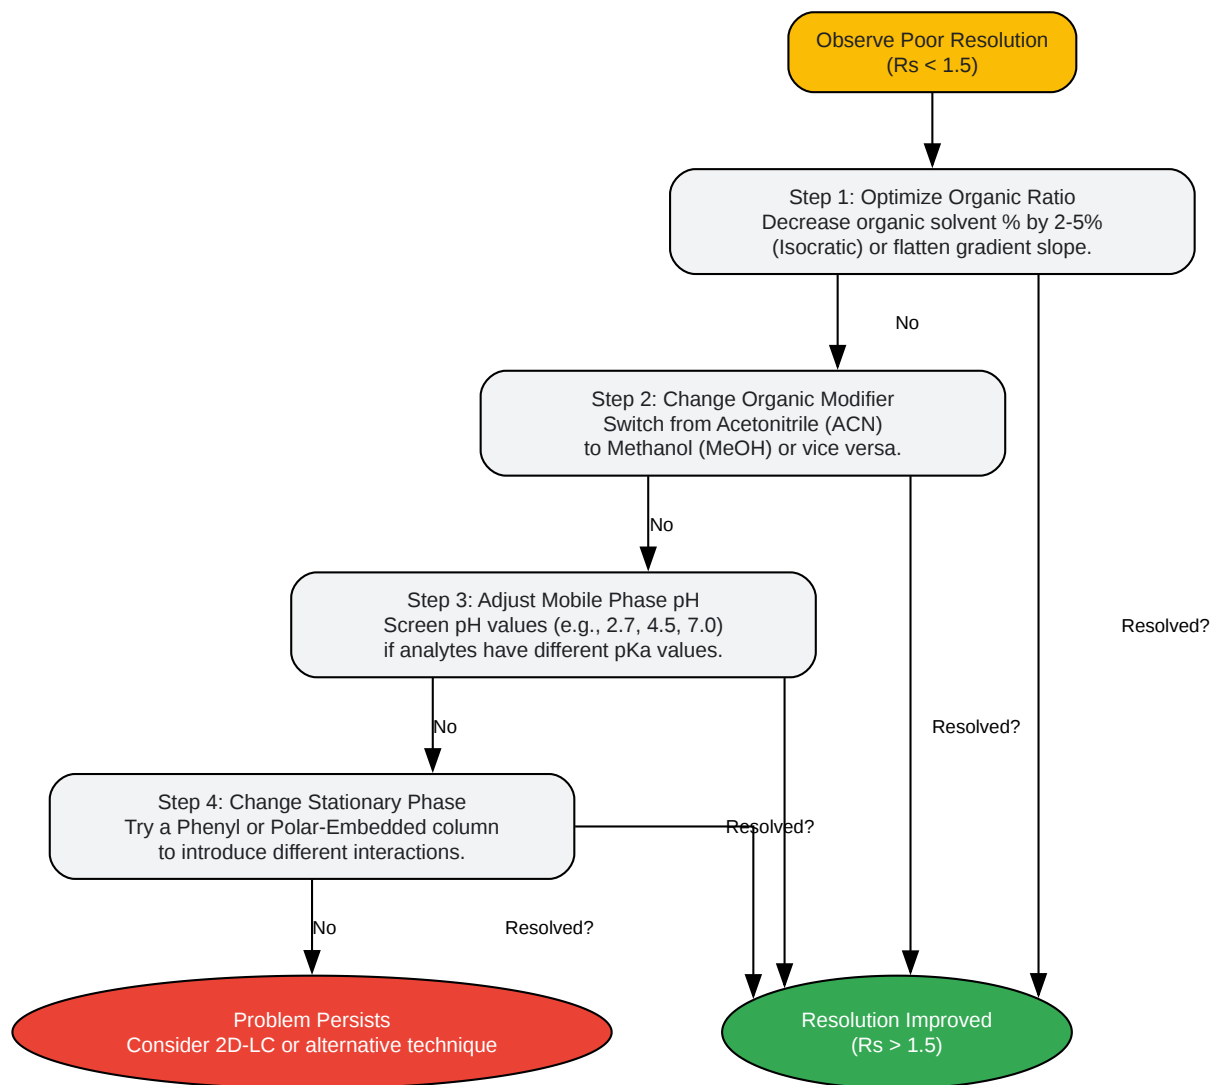 Observe Poor Resolution
(Rs < 1.5)
Step 1: Optimize Organic Ratio
Decrease organic solvent % by 2-5%
(Isocratic) or flatten gradient slope.
No
Step 2: Change Organic Modifier
Switch from Acetonitrile (ACN)
to Methanol (MeOH) or vice versa.
No
Step 3: Adjust Mobile Phase pH
Screen pH values (e.g., 2.7, 4.5, 7.0)
if analytes have different pKa values.
Resolved?
No
Resolved?
Step 4: Change Stationary Phase
Try a Phenyl or Polar-Embedded column
to introduce different interactions.
Resolved?
No
Resolved?
Problem Persists
Consider 2D-LC or alternative technique
Resolution Improved
(Rs > 1.5)